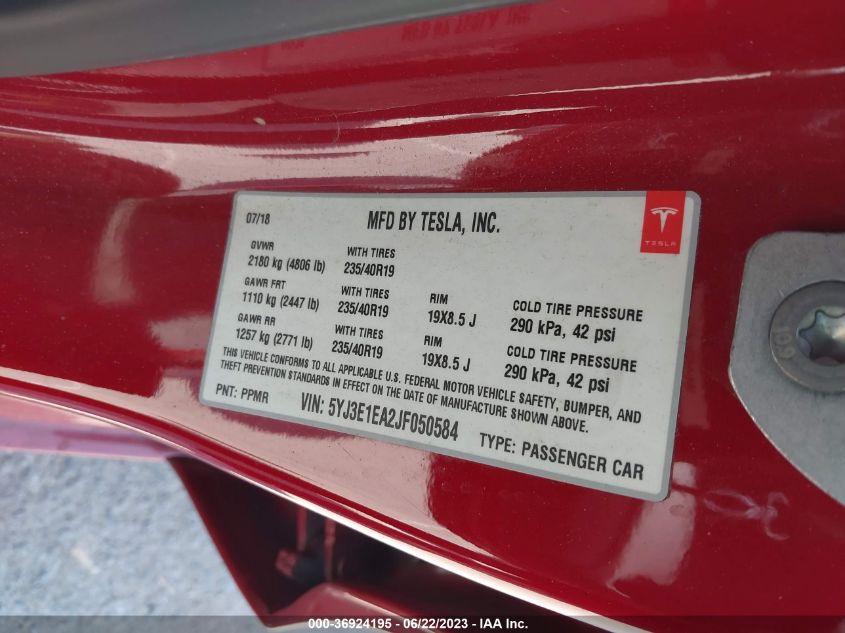 07/18
MFD BY TESLA, INC.
TESLA
GVWR
2180 kg (4806 lb)
WITH TIRES
235/40R19
GAWR FRT
1110 kg (2447 lb)
WITH TIRES
235/40R19
RIM
19X8.5 J
COLD TIRE PRESSURE
290 kPa, 42 psi
GAWR RR
1257 kg (2771 lb)
WITH TIRES
235/40R19
RIM
19X8.5 J
COLD TIRE PRESSURE
290 kPa, 42 psi
THIS VEHICLE CONFORMS TO ALL APPLICABLE U.S. FEDERAL MOTOR VEHICLE SAFETY, BUMPER, AND
THEFT PREVENTION STANDARDS IN EFFECT ON THE DATE OF MANUFACTURE SHOWN ABOVE.
PNT: PPMR
VIN: 5YJ3E1EA2JF050584
TYPE: PASSENGER CAR
000-36924195 - 06/22/2023 - IAA Inc.